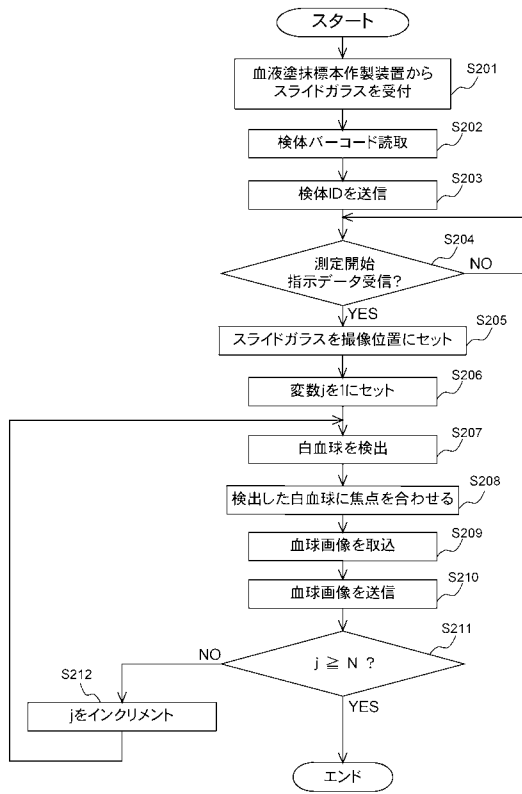 スタート
血液塗抹標本作製装置から
スライドガラスを受付
S201
検体バーコード読取
S202
検体IDを送信
S203
測定開始
指示データ受信?
S204
NO
YES
スライドガラスを撮像位置にセット
S205
変数jを1にセット
S206
白血球を検出
S207
検出した白血球に焦点を合わせる
S208
血球画像を取込
S209
血球画像を送信
S210
j ≧ N ?
S211
NO
YES
S212
jをインクリメント
エンド